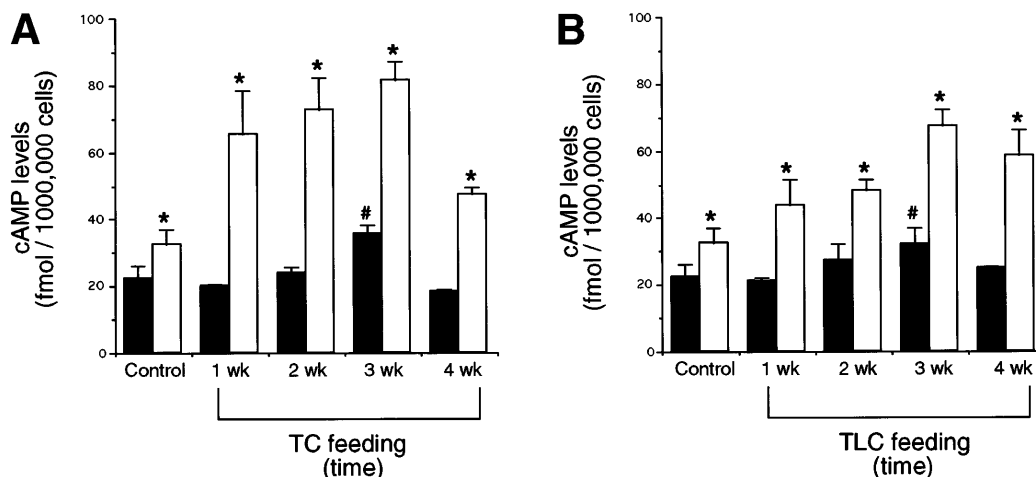 A
cAMP levels
(fmol / 1000,000 cells)
100
80
60
40
20
0
*
*
*
*
#
*
Control
1 wk
2 wk
3 wk
4 wk
TC feeding
(time)
B
cAMP levels
(fmol / 1000,000 cells)
100
80
60
40
20
0
*
*
*
*
#
*
Control
1 wk
2 wk
3 wk
4 wk
TLC feeding
(time)